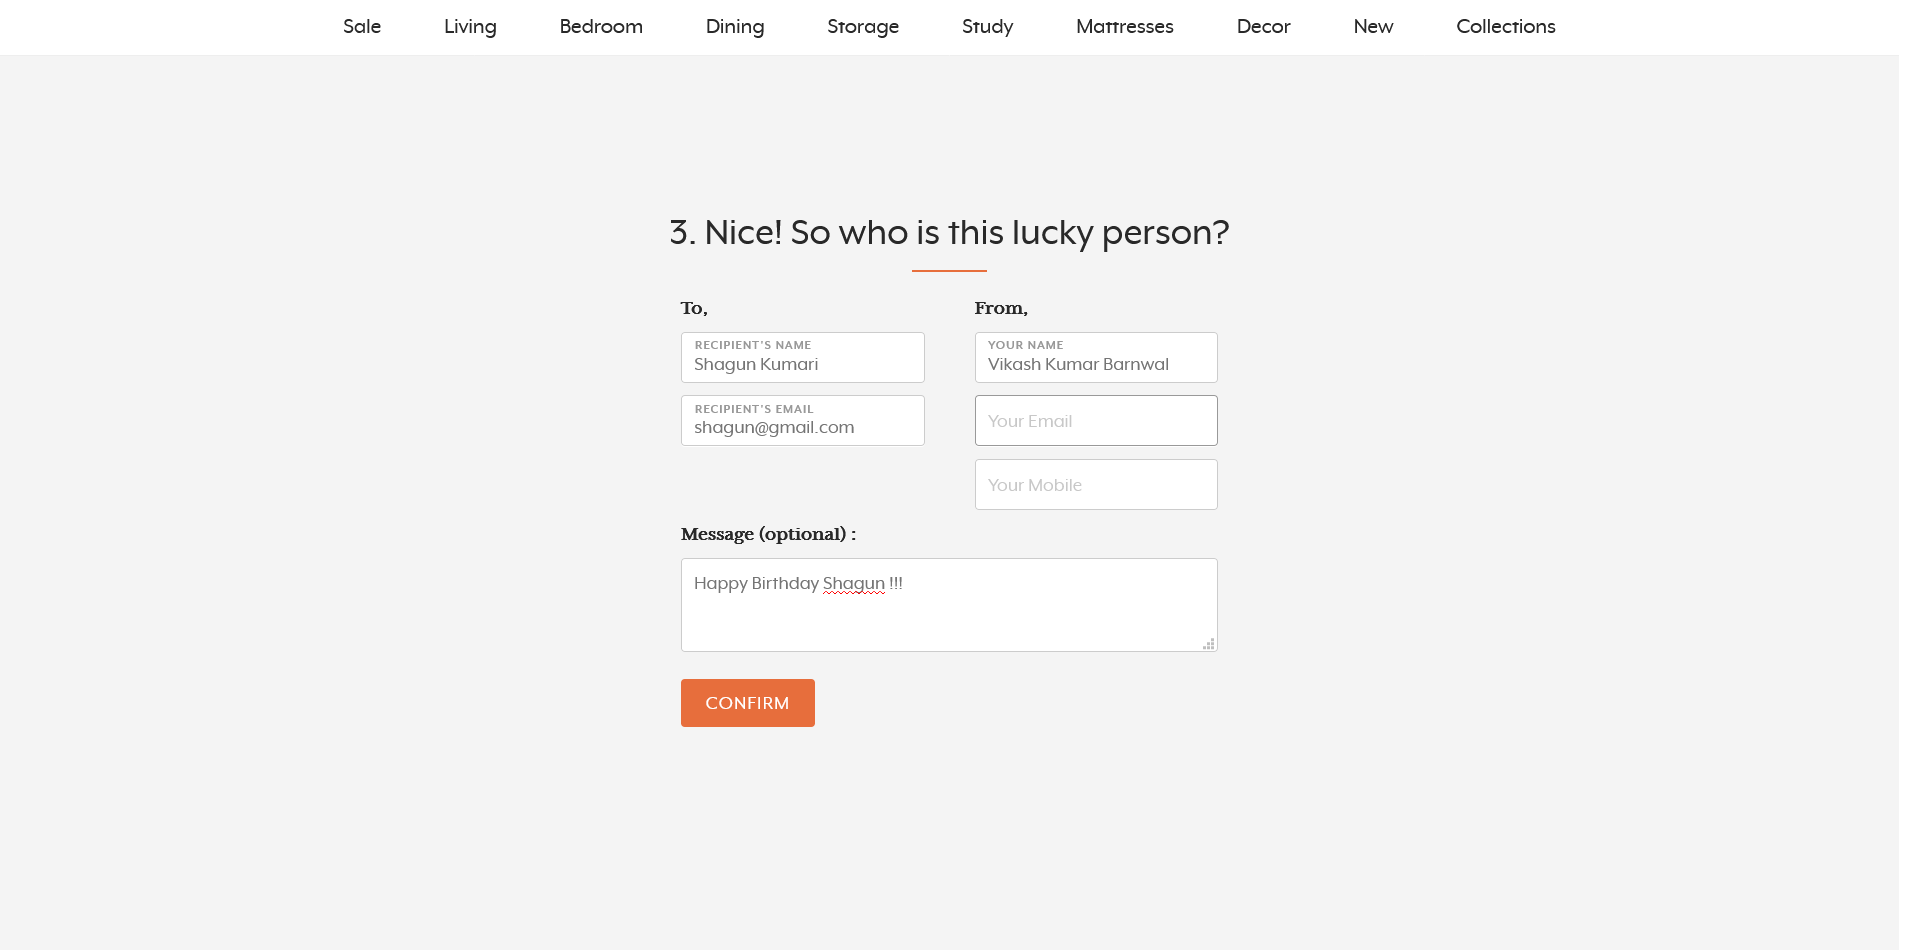 Sale Living Bedroom Dining Storage Study Mattresses Decor New Collections
3. Nice! So who is this lucky person?
To,
RECIPIENT'S NAME
Shagun Kumari
RECIPIENT'S EMAIL
shagun@gmail.com
From,
YOUR NAME
Vikash Kumar Barnwal
Your Email
Your Mobile
Message (optional) :
Happy Birthday Shagun !!!
CONFIRM